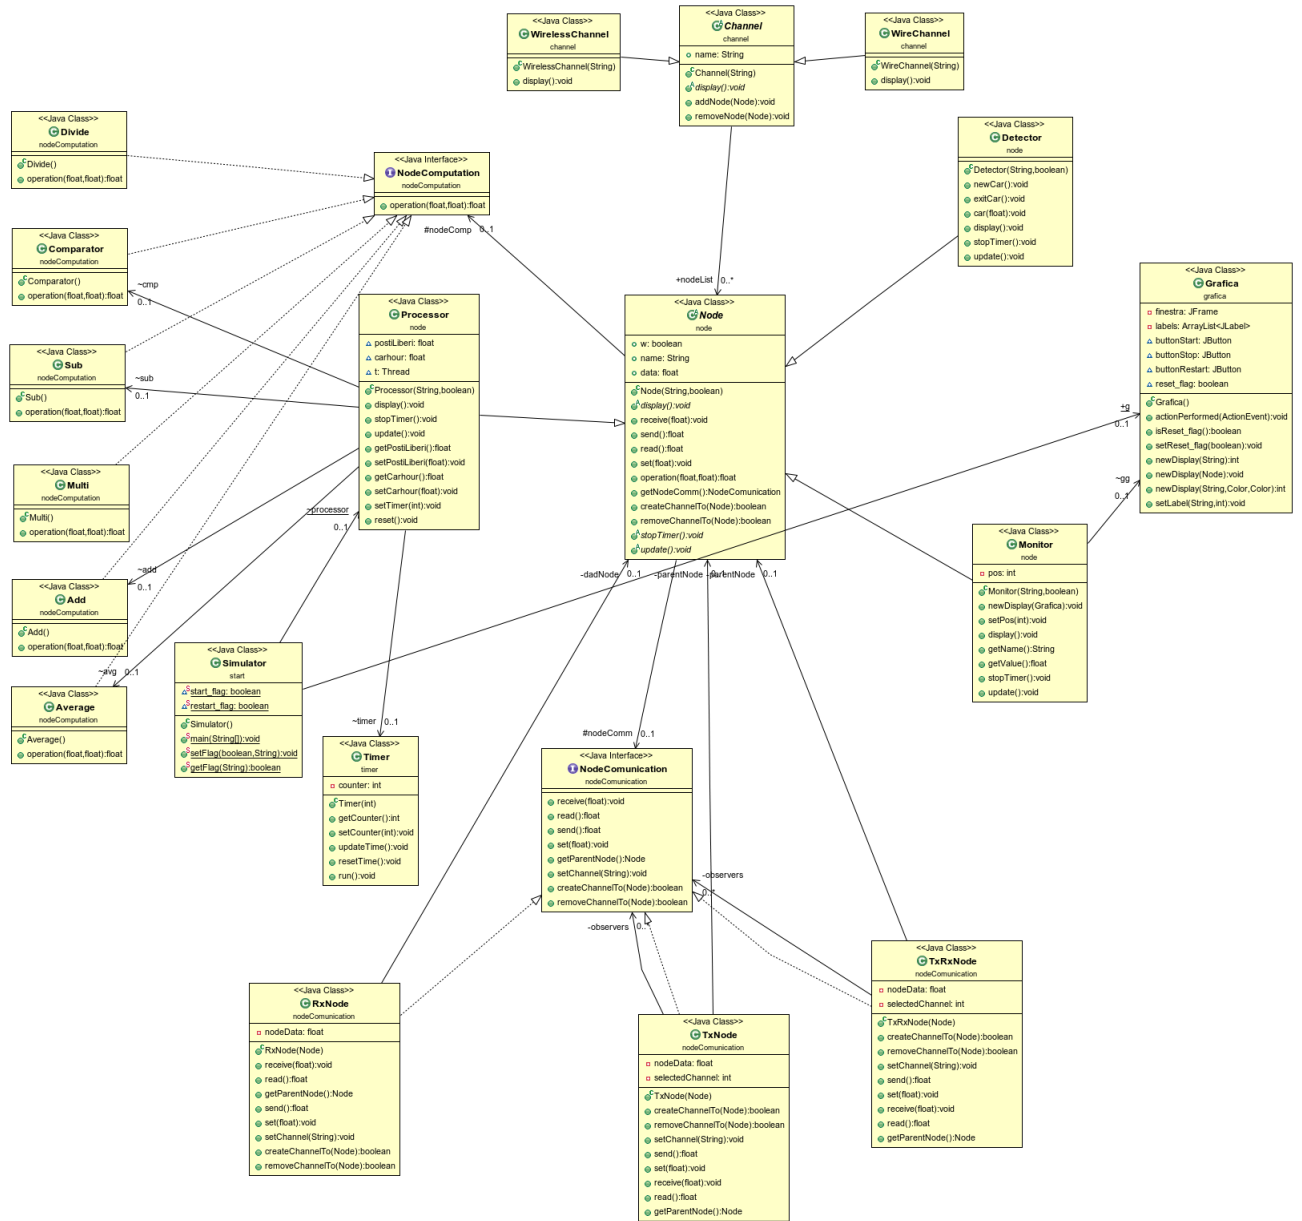 <<Java Class>>
WirelessChannel
channel
WirelessChannel(String)
display():void
<<Java Class>>
Channel
channel
name: String
Channel(String)
display():void
addNode(Node):void
removeNode(Node):void
<<Java Class>>
WireChannel
channel
WireChannel(String)
display():void
<<Java Class>>
Divide
nodeComputation
Divide()
operation(float,float):float
<<Java Interface>>
NodeComputation
nodeComputation
operation(float,float):float
#nodeComp
0..1
<<Java Class>>
Detector
node
Detector(String,boolean)
newCar():void
exitCar():void
car(float):void
display():void
stopTimer():void
update():void
<<Java Class>>
Comparator
nodeComputation
Comparator()
operation(float,float):float
~cmp
0..1
+nodeList
0..*
<<Java Class>>
Grafica
grafica
finestra: JFrame
labels: ArrayList<JLabel>
buttonStart: JButton
buttonStop: JButton
buttonRestart: JButton
reset_flag: boolean
Grafica()
actionPerformed(ActionEvent):void
isReset_flag():boolean
setReset_flag(boolean):void
newDisplay(String):int
newDisplay(Node):void
newDisplay(String,Color,Color):int
setLabel(String,int):void
+g
0..1
~gg
0..1
<<Java Class>>
Processor
node
postiLiberi: float
carhour: float
t: Thread
Processor(String,boolean)
display():void
stopTimer():void
update():void
getPostiLiberi():float
setPostiLiberi(float):void
getCarhour():float
setCarhour(float):void
setTimer(int):void
reset():void
<<Java Class>>
Node
node
w: boolean
name: String
data: float
Node(String,boolean)
display():void
receive(float):void
send():float
read():float
set(float):void
operation(float,float):float
getNodeComm():NodeComunication
createChannelTo(Node):boolean
removeChannelTo(Node):boolean
stopTimer():void
update():void
<<Java Class>>
Sub
nodeComputation
Sub()
operation(float,float):float
~sub
0..1
<<Java Class>>
Multi
nodeComputation
Multi()
operation(float,float):float
~processor
0..1
<<Java Class>>
Monitor
node
pos: int
Monitor(String,boolean)
newDisplay(Grafica):void
setPos(int):void
display():void
getName():String
getValue():float
stopTimer():void
update():void
~add
0..1
<<Java Class>>
Add
nodeComputation
Add()
operation(float,float):float
-dadNode
0..1
-parentNode
0..1
-parentNode
0..1
<<Java Class>>
Simulator
start
start_flag: boolean
restart_flag: boolean
Simulator()
main(String[]):void
setFlag(boolean,String):void
getFlag(String):boolean
~avg
0..1
<<Java Class>>
Average
nodeComputation
Average()
operation(float,float):float
~timer
0..1
<<Java Class>>
Timer
timer
counter: int
Timer(int)
getCounter():int
setCounter(int):void
updateTime():void
resetTime():void
run():void
#nodeComm
0..1
<<Java Interface>>
NodeComunication
nodeComunication
receive(float):void
read():float
send():float
set(float):void
getParentNode():Node
setChannel(String):void
createChannelTo(Node):boolean
removeChannelTo(Node):boolean
-observers
0..*
-observers
0..*
<<Java Class>>
RxNode
nodeComunication
nodeData: float
RxNode(Node)
receive(float):void
read():float
getParentNode():Node
send():float
set(float):void
setChannel(String):void
createChannelTo(Node):boolean
removeChannelTo(Node):boolean
<<Java Class>>
TxNode
nodeComunication
nodeData: float
selectedChannel: int
TxNode(Node)
createChannelTo(Node):boolean
removeChannelTo(Node):boolean
setChannel(String):void
send():float
set(float):void
receive(float):void
read():float
getParentNode():Node
<<Java Class>>
TxRxNode
nodeComunication
nodeData: float
selectedChannel: int
TxRxNode(Node)
createChannelTo(Node):boolean
removeChannelTo(Node):boolean
setChannel(String):void
send():float
set(float):void
receive(float):void
read():float
getParentNode():Node